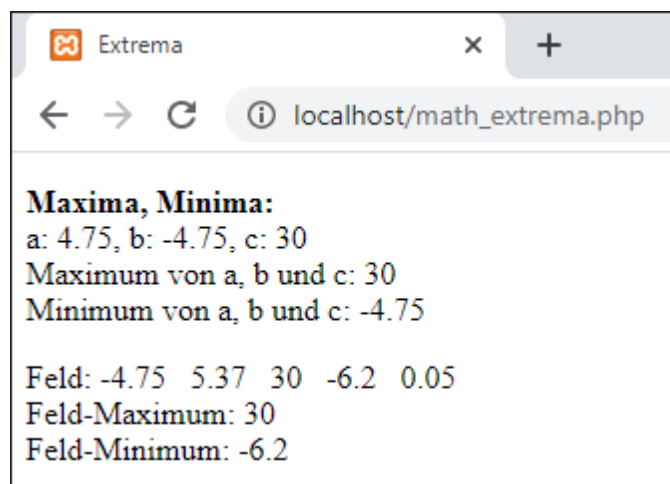 Extrema
localhost/math_extrema.php
Maxima, Minima:
a: 4.75, b: -4.75, c: 30
Maximum von a, b und c: 30
Minimum von a, b und c: -4.75
Feld: -4.75 5.37 30 -6.2 0.05
Feld-Maximum: 30
Feld-Minimum: -6.2